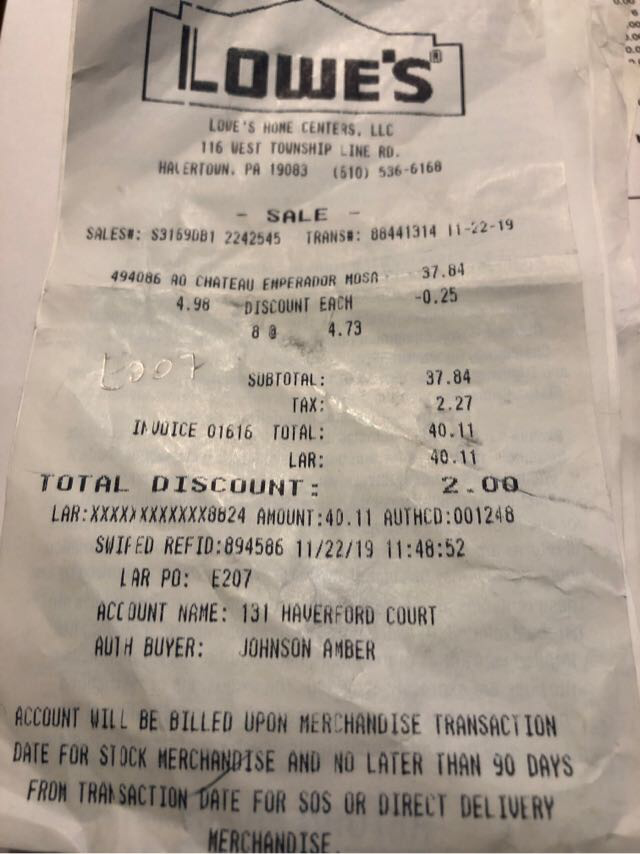 LOWE'S®
LOWE'S HOME CENTERS, LLC
116 WEST TOWNSHIP LINE RD.
HAVERTOWN, PA 19083 (610) 536-6168
- SALE -
SALES#: S3169DB1 2242545 TRANS#: 88441314 11-22-19
494086 AO CHATEAU EMPERADOR MOSA 37.84
4.98 DISCOUNT EACH -0.25
8 @ 4.73
SUBTOTAL: 37.84
TAX: 2.27
INVOICE 01616 TOTAL: 40.11
LAR: 40.11
TOTAL DISCOUNT: 2.00
LAR:XXXXXXXXXXXX8824 AMOUNT:40.11 AUTHCD:001248
SWIPED REFID:894586 11/22/19 11:48:52
LAR PO: E207
ACCOUNT NAME: 131 HAVERFORD COURT
AUTH BUYER: JOHNSON AMBER
ACCOUNT WILL BE BILLED UPON MERCHANDISE TRANSACTION
DATE FOR STOCK MERCHANDISE AND NO LATER THAN 90 DAYS
FROM TRANSACTION DATE FOR SOS OR DIRECT DELIVERY
MERCHANDISE.